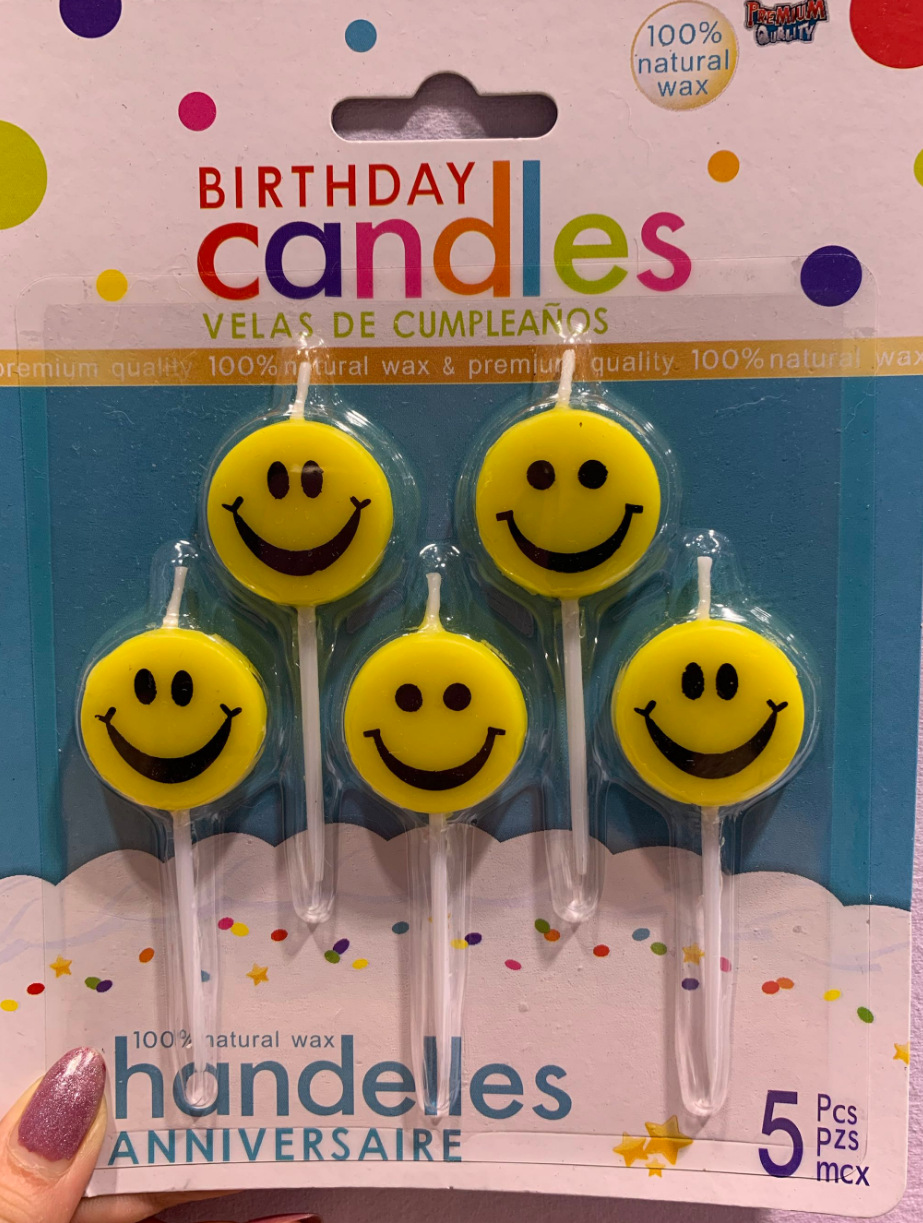 PREMIUM
QUALITY
100%
natural
wax
BIRTHDAY
candles
VELAS DE CUMPLEAÑOS
premium quality 100% natural wax & premium quality 100% natural wax
100% natural wax
handelles
ANNIVERSAIRE
5 Pcs
pzs
mcx